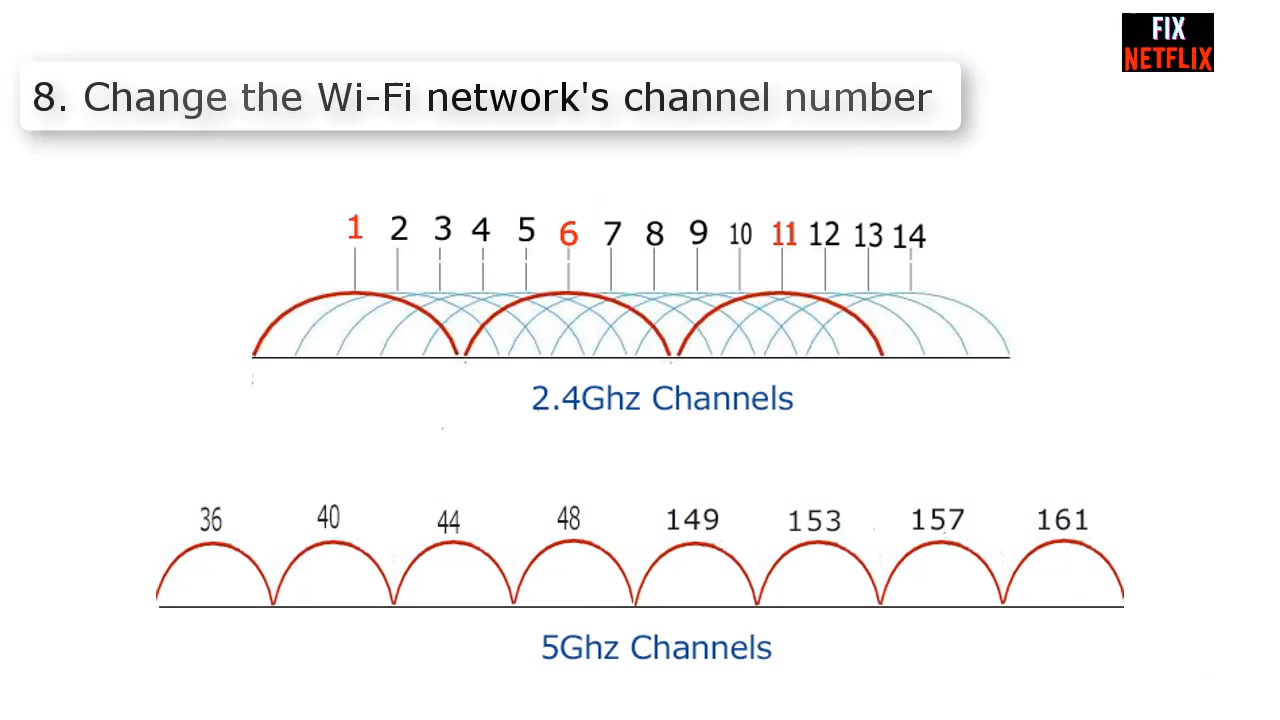 FIX
NETFLIX
8. Change the Wi-Fi network's channel number
1 2 3 4 5 6 7 8 9 10 11 12 13 14
2.4Ghz Channels
36 40 44 48 149 153 157 161
5Ghz Channels